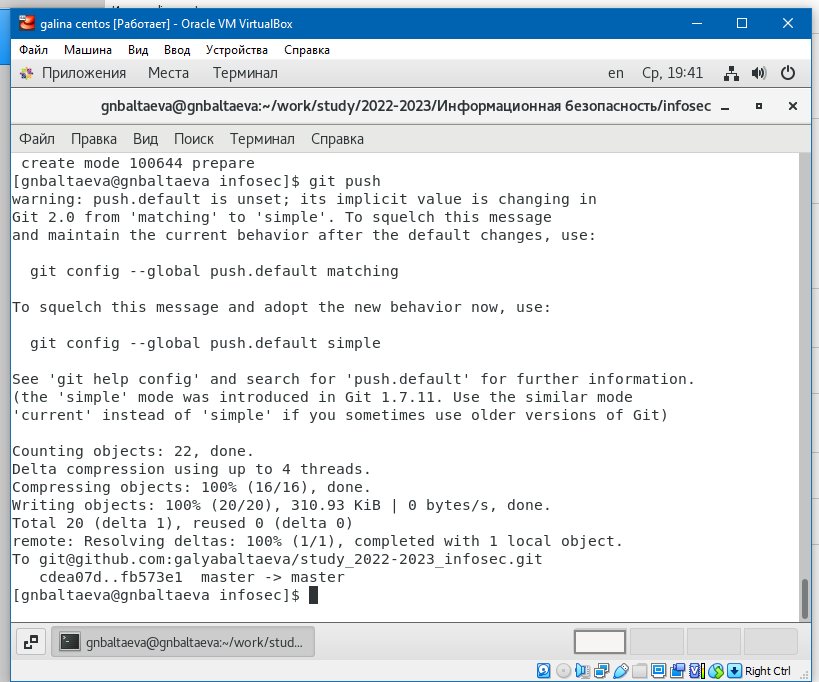 galina centos [Работает] - Oracle VM VirtualBox
Файл Машина Вид Ввод Устройства Справка
Приложения Места Терминал en Ср, 19:41
gnbaltaeva@gnbaltaeva:~/work/study/2022-2023/Информационная безопасность/infosec
Файл Правка Вид Поиск Терминал Справка
create mode 100644 prepare
[gnbaltaeva@gnbaltaeva infosec]$ git push
warning: push.default is unset; its implicit value is changing in
Git 2.0 from 'matching' to 'simple'. To squelch this message
and maintain the current behavior after the default changes, use:
git config --global push.default matching
To squelch this message and adopt the new behavior now, use:
git config --global push.default simple
See 'git help config' and search for 'push.default' for further information.
(the 'simple' mode was introduced in Git 1.7.11. Use the similar mode
'current' instead of 'simple' if you sometimes use older versions of Git)
Counting objects: 22, done.
Delta compression using up to 4 threads.
Compressing objects: 100% (16/16), done.
Writing objects: 100% (20/20), 310.93 KiB | 0 bytes/s, done.
Total 20 (delta 1), reused 0 (delta 0)
remote: Resolving deltas: 100% (1/1), completed with 1 local object.
To git@github.com:galyabaltaeva/study_2022-2023_infosec.git
cdea07d..fb573e1 master -> master
[gnbaltaeva@gnbaltaeva infosec]$
gnbaltaeva@gnbaltaeva:~/work/stud...
Right Ctrl